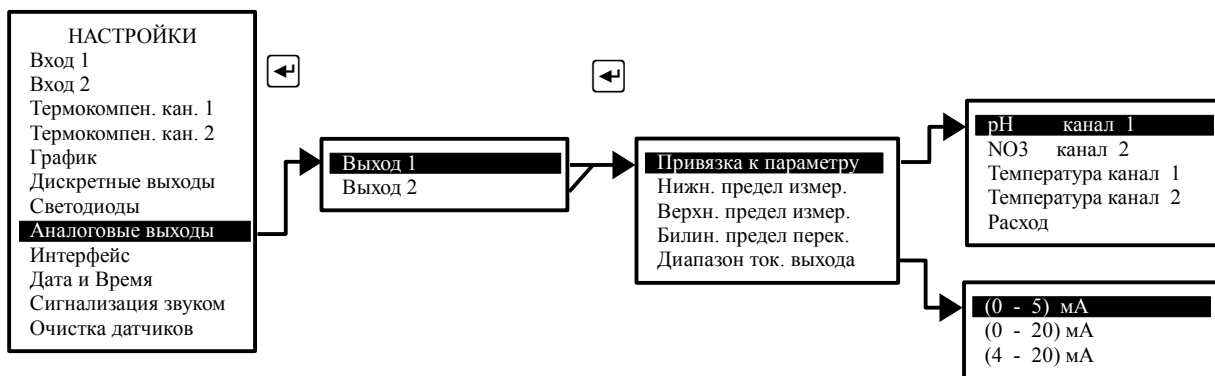 НАСТРОЙКИ
Вход 1
Вход 2
Термокомпен. кан. 1
Термокомпен. кан. 2
График
Дискретные выходы
Светодиоды
Аналоговые выходы
Интерфейс
Дата и Время
Сигнализация звуком
Очистка датчиков
Выход 1
Выход 2
Привязка к параметру
Нижн. предел измер.
Верхн. предел измер.
Билин. предел перек.
Диапазон ток. выхода
pH канал 1
NO3 канал 2
Температура канал 1
Температура канал 2
Расход
(0 - 5) мА
(0 - 20) мА
(4 - 20) мА